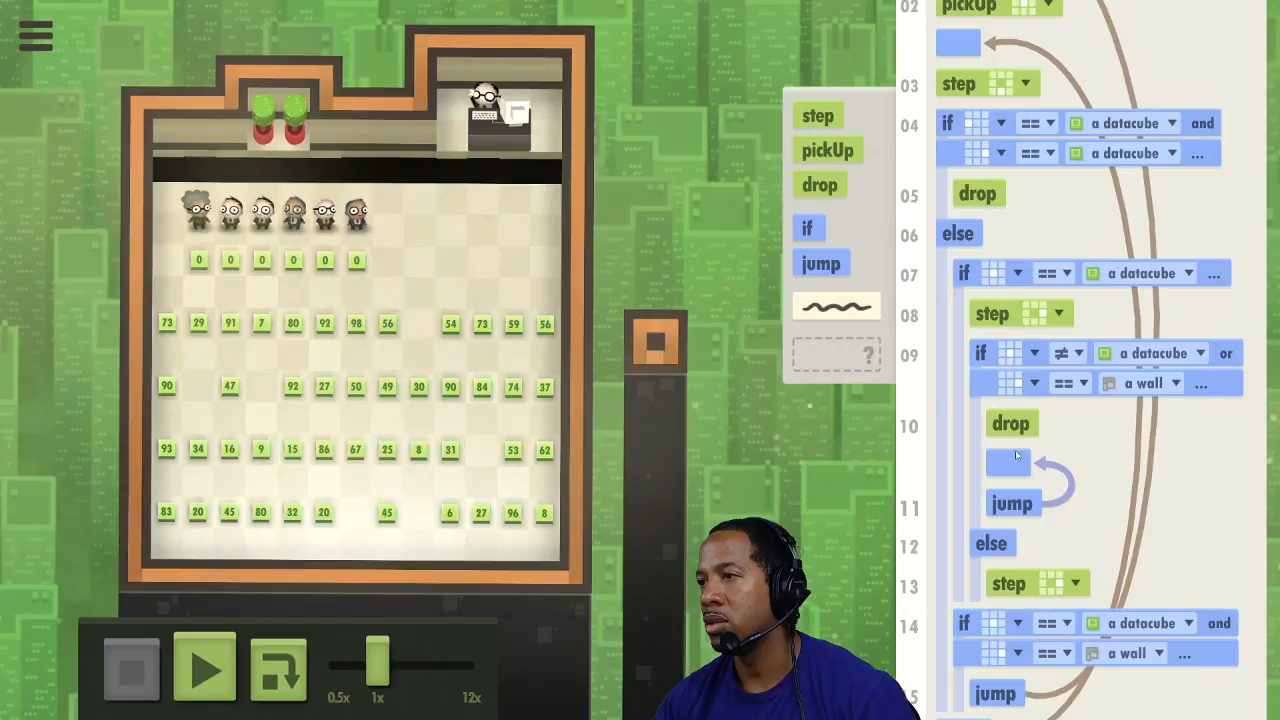 02 pickUp
03 step
04 if == a datacube and
== a datacube ...
05 drop
06 else
07 if == a datacube ...
08 step
09 if ≠ a datacube or
== a wall ...
10 drop
11 jump
12 else
13 step
14 if == a datacube and
== a wall ...
5 jump
step
pickUp
drop
if
jump
?
0 0 0 0 0 0
73 29 91 7 80 92 98 56 54 73 59 56
90 47 92 27 50 49 30 90 84 74 37
93 34 16 9 15 86 67 25 8 31 53 62
83 20 45 80 32 20 45 6 27 96 8
0.5x 1x 12x